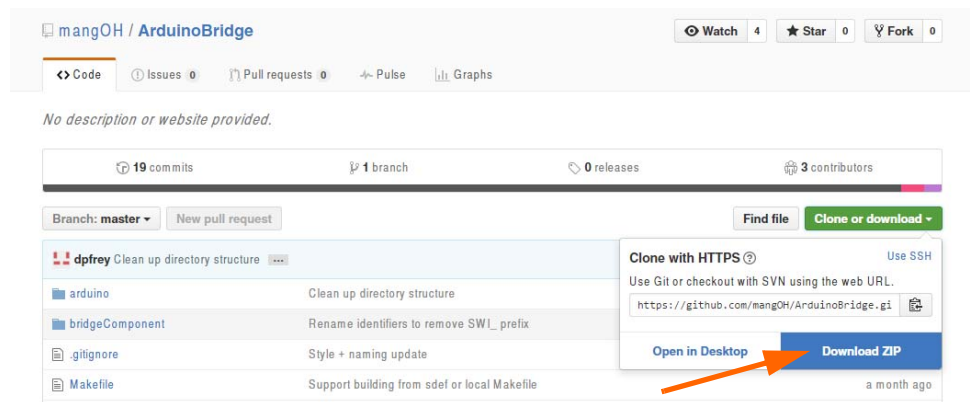 mangOH / ArduinoBridge
Watch 4 Star 0 Fork 0
Code Issues 0 Pull requests 0 Pulse Graphs
No description or website provided.
19 commits 1 branch 0 releases 3 contributors
Branch: master New pull request Find file Clone or download
dpfrey Clean up directory structure ...
Clone with HTTPS ? Use SSH
Use Git or checkout with SVN using the web URL.
arduino Clean up directory structure
https://github.com/mangOH/ArduinoBridge.gi
bridgeComponent Rename identifiers to remove SWI_ prefix
.gitignore Style + naming update
Open in Desktop Download ZIP
Makefile Support building from sdef or local Makefile a month ago